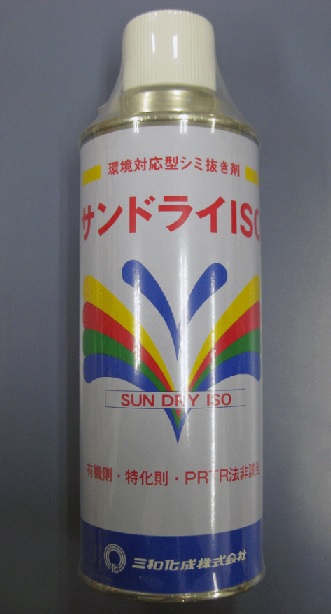 環境対応型シミ抜き剤
サンドライISO
SUN DRY ISO
有機則・特化則・PRTR法非該当
三和化成株式会社